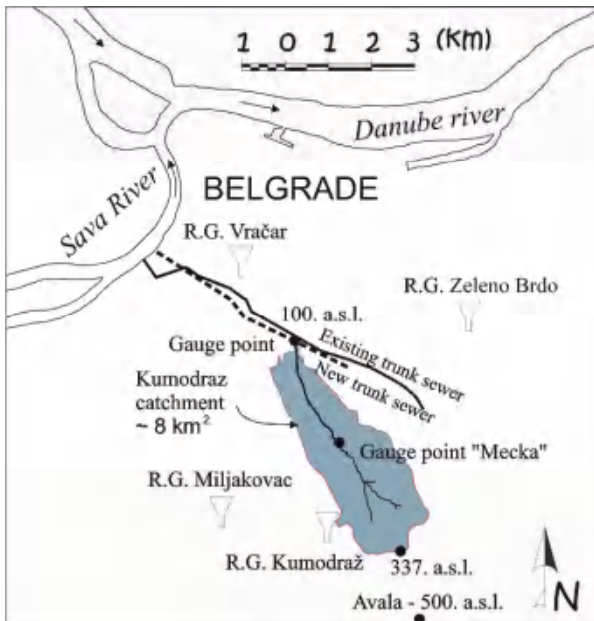 1 0 1 2 3 (km)
Danube river
Sava River
BELGRADE
R.G. Vračar
R.G. Zeleno Brdo
100. a.s.l.
Existing trunk sewer
Gauge point
New trunk sewer
Kumodraz
catchment
~ 8 km²
Gauge point "Mecka"
R.G. Miljakovac
R.G. Kumodraž
337. a.s.l.
Avala - 500. a.s.l.
N